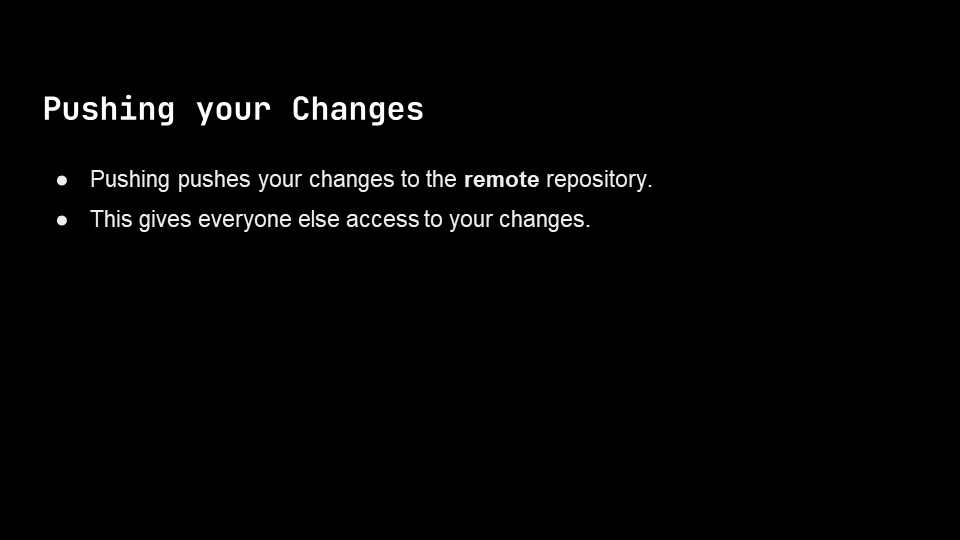 Pushing your Changes
● Pushing pushes your changes to the remote repository.
● This gives everyone else access to your changes.